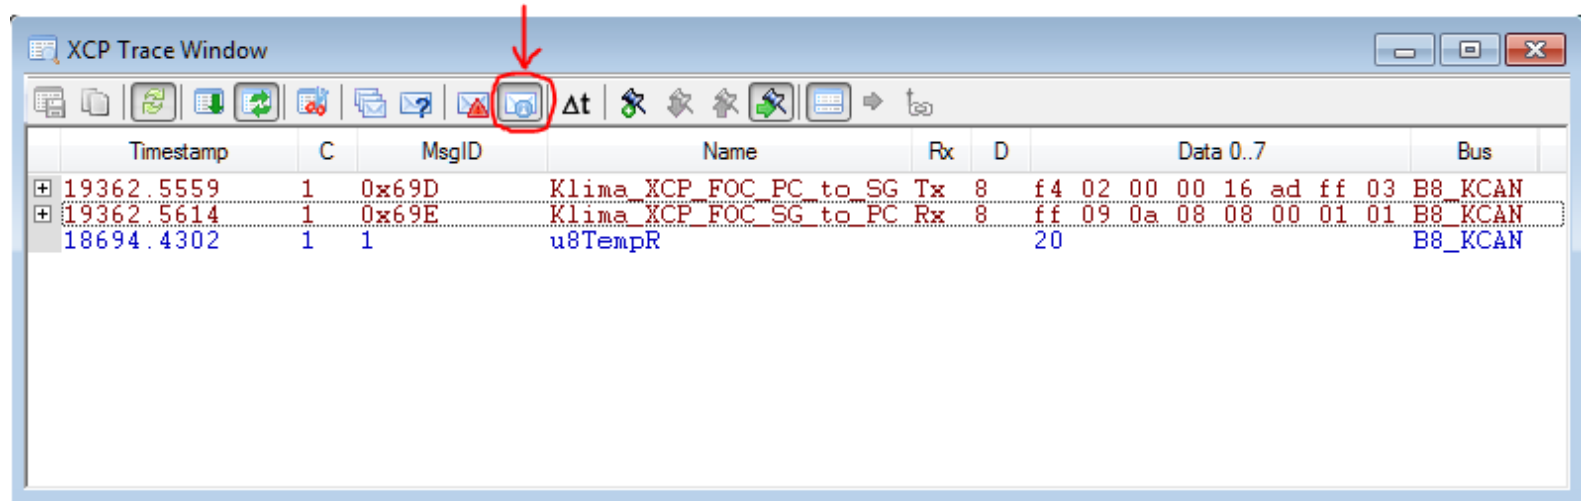 XCP Trace Window
Δt
Timestamp C MsgID Name Rx D Data 0..7 Bus
19362.5559 1 0x69D Klima_XCP_FOC_PC_to_SG Tx 8 f4 02 00 00 16 ad ff 03 B8_KCAN
19362.5614 1 0x69E Klima_XCP_FOC_SG_to_PC Rx 8 ff 09 0a 08 08 00 01 01 B8_KCAN
18694.4302 1 1 u8TempR 20 B8_KCAN